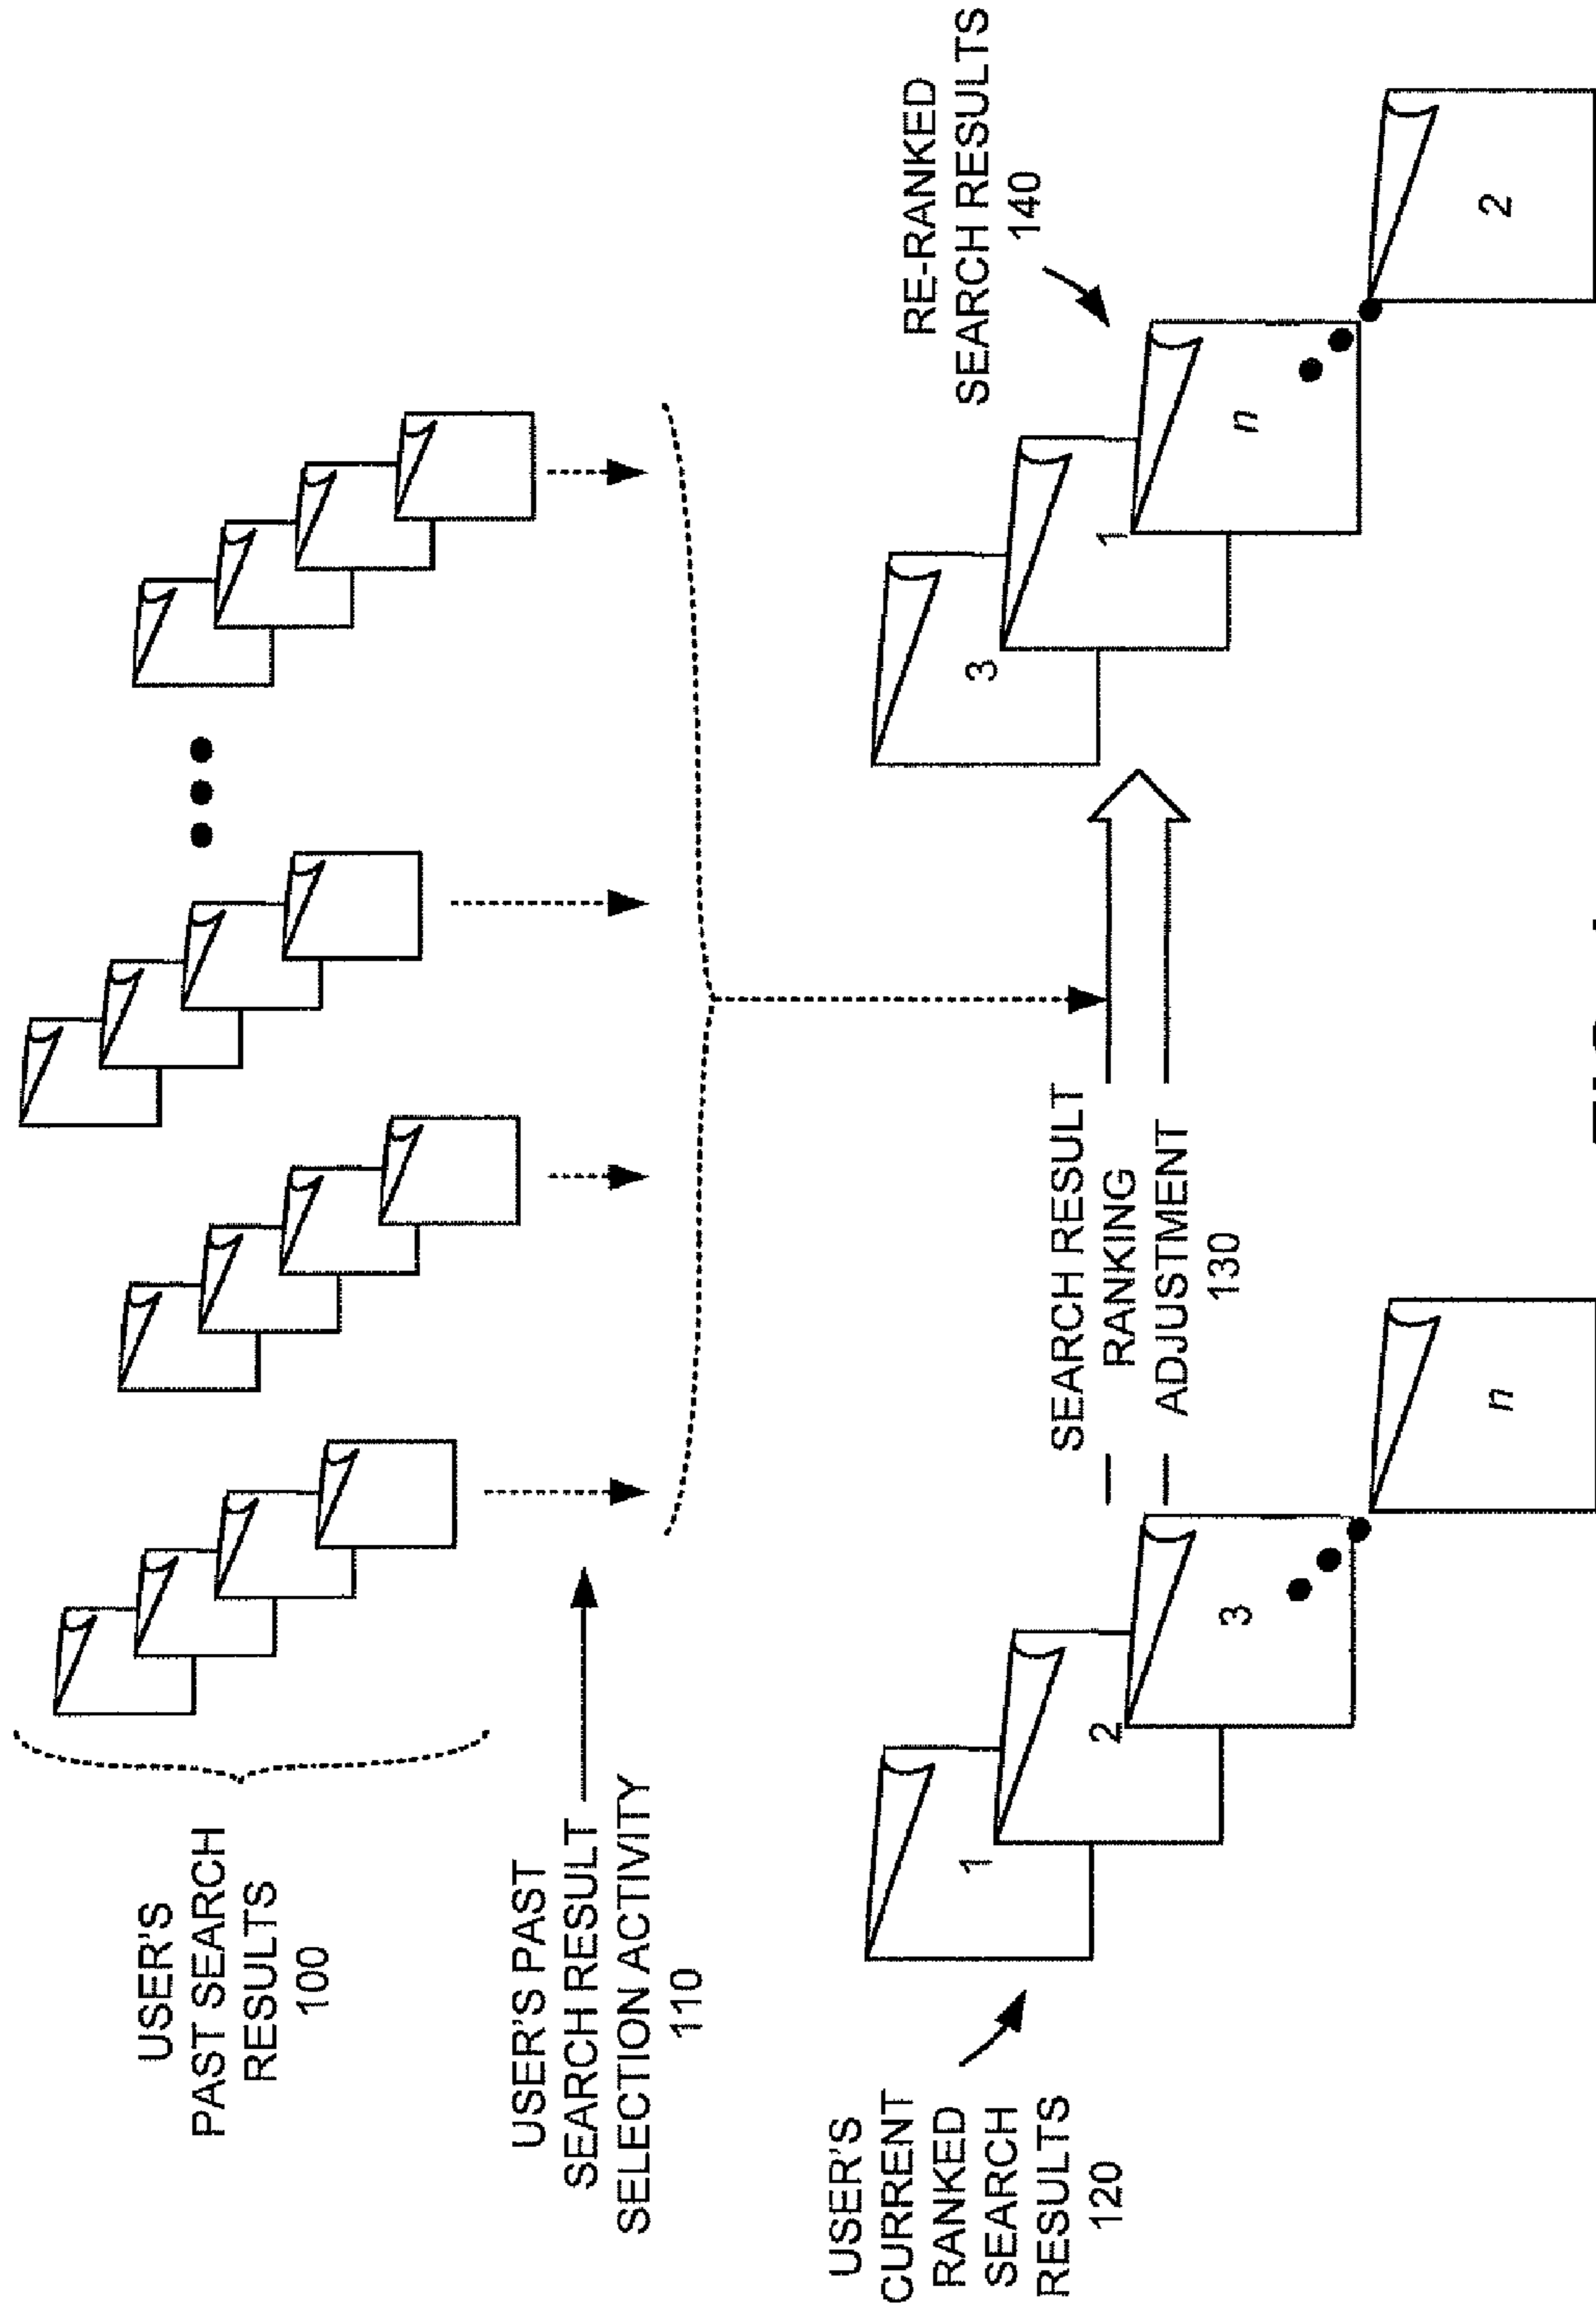 USER'S
PAST SEARCH
RESULTS
100
USER'S PAST
SEARCH RESULT
SELECTION ACTIVITY
110
USER'S
CURRENT
RANKED
SEARCH
RESULTS
120
1
2
3
n
SEARCH RESULT
RANKING
ADJUSTMENT
130
RE-RANKED
SEARCH RESULTS
140
3
1
n
2